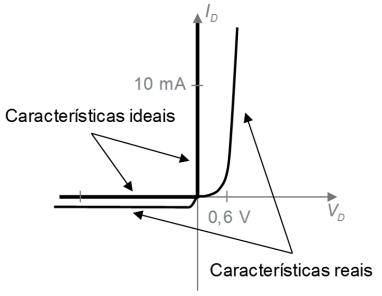 I_D
10 mA
Características ideais
0,6 V
V_D
Características reais